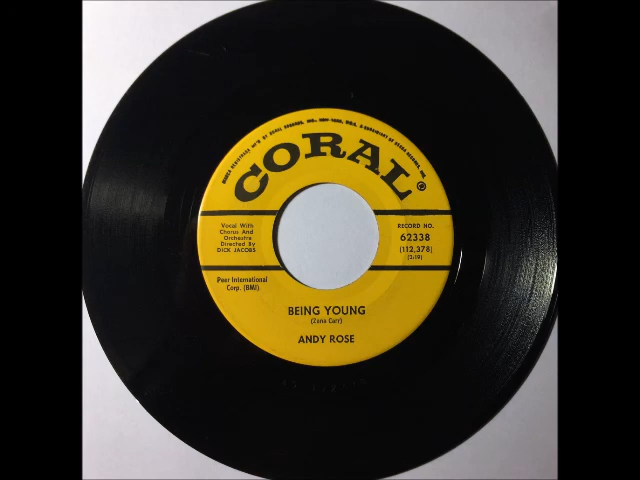 CORAL®
Vocal With
Chorus And
Orchestra
Directed By
DICK JACOBS
RECORD NO.
62338
(112,378)
(2:19)
Peer International
Corp. (BMI)
BEING YOUNG
(Zana Carr)
ANDY ROSE